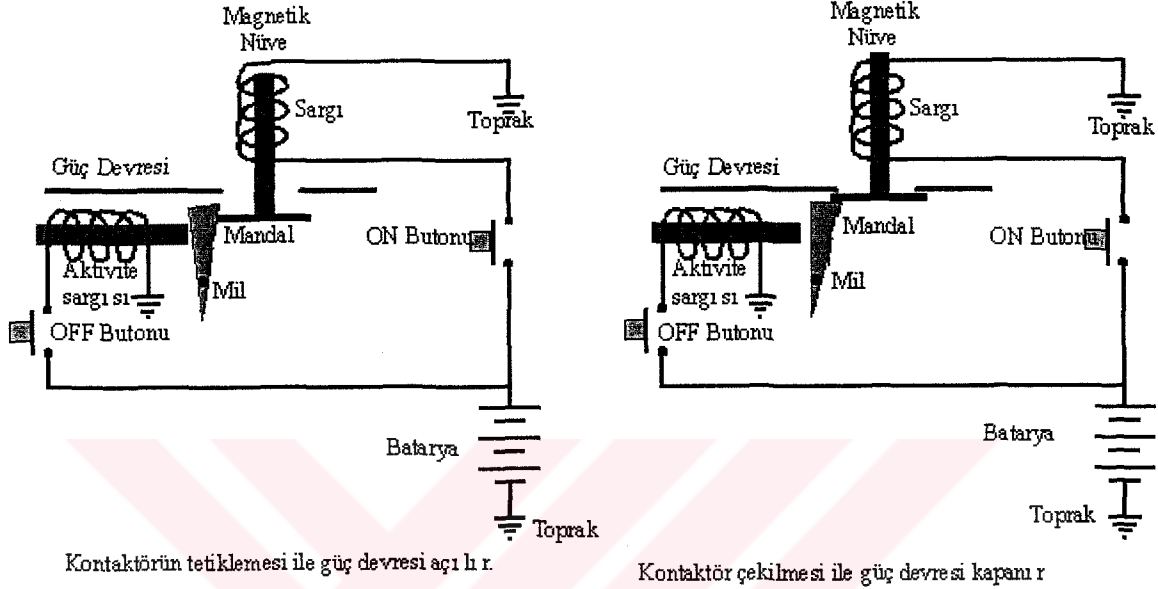 Magnetik
Nüve
Sargı
Toprak
Güç Devresi
Mandal
ON Butonu
Aktivite
sargı sı
Mil
OFF Butonu
Batarya
Toprak
Kontaktörün tetiklemesi ile güç devresi açı lı r.
Magnetik
Nüve
Sargı
Toprak
Güç Devresi
Mandal
ON Butonu
Aktivite
sargı sı
Mil
OFF Butonu
Batarya
Toprak
Kontaktör çekilmesi ile güç devresi kapanı r